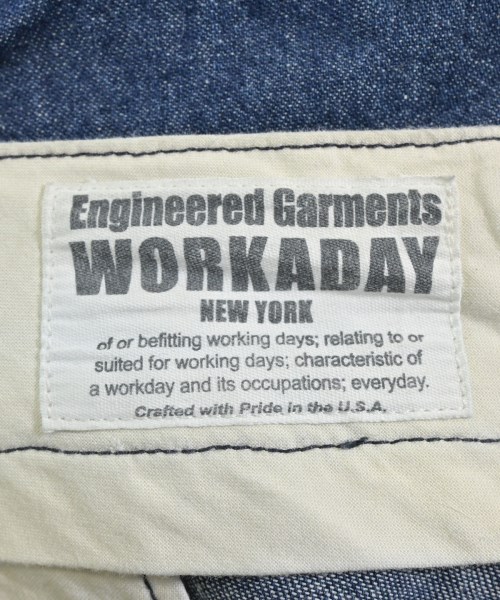 Engineered Garments
WORKADAY
NEW YORK
of or befitting working days; relating to or
suited for working days; characteristic of
a workday and its occupations; everyday.
Crafted with Pride in the U.S.A.